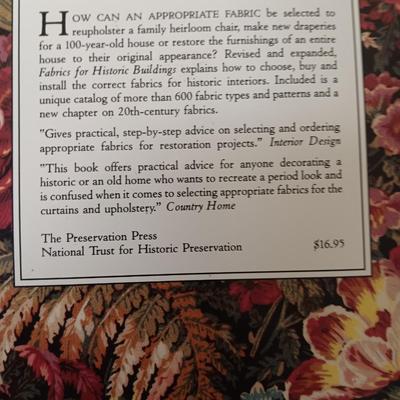 HOW CAN AN APPROPRIATE FABRIC be selected to
reupholster a family heirloom chair, make new draperies
for a 100-year-old house or restore the furnishings of an entire
house to their original appearance? Revised and expanded,
Fabrics for Historic Buildings explains how to choose, buy and
install the correct fabrics for historic interiors. Included is a
unique catalog of more than 600 fabric types and patterns and a
new chapter on 20th-century fabrics.
"Gives practical, step-by-step advice on selecting and ordering
appropriate fabrics for restoration projects." Interior Design
"This book offers practical advice for anyone decorating a
historic or an old home who wants to recreate a period look and
is confused when it comes to selecting appropriate fabrics for the
curtains and upholstery." Country Home
The Preservation Press
National Trust for Historic Preservation $16.95